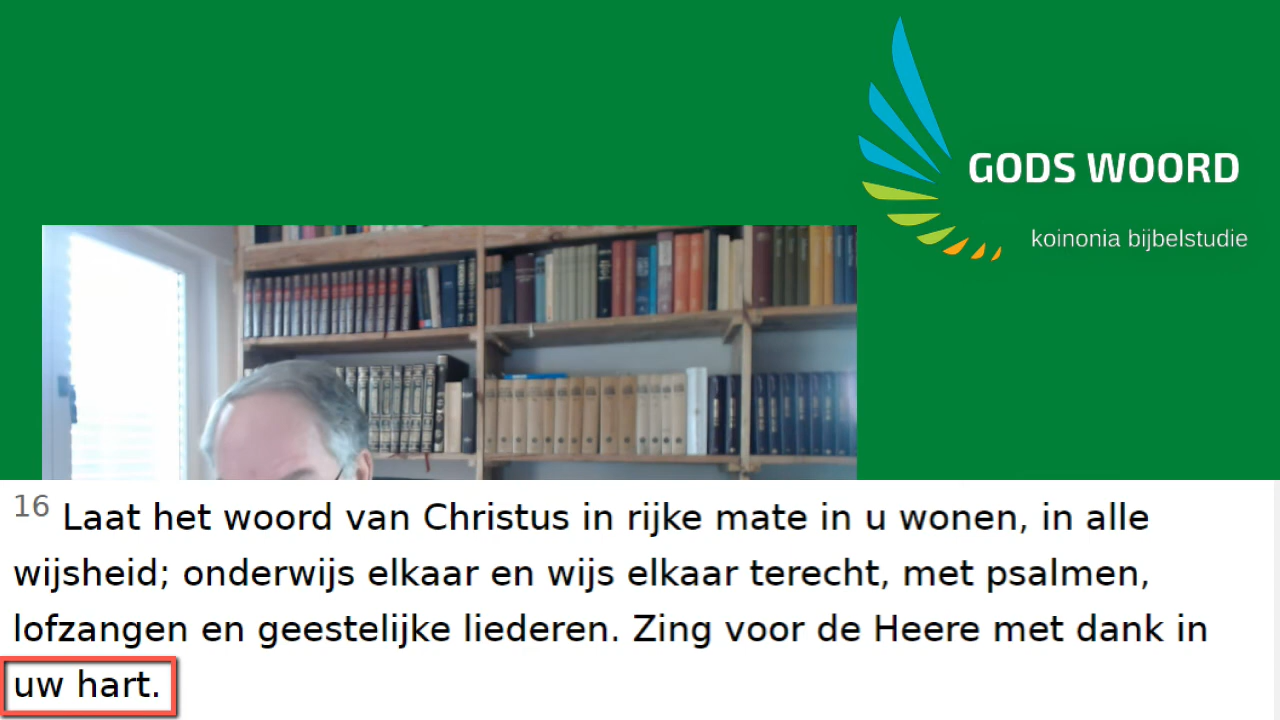 GODS WOORD
koinonia bijbelstudie
16 Laat het woord van Christus in rijke mate in u wonen, in alle
wijsheid; onderwijs elkaar en wijs elkaar terecht, met psalmen,
lofzangen en geestelijke liederen. Zing voor de Heere met dank in
uw hart.